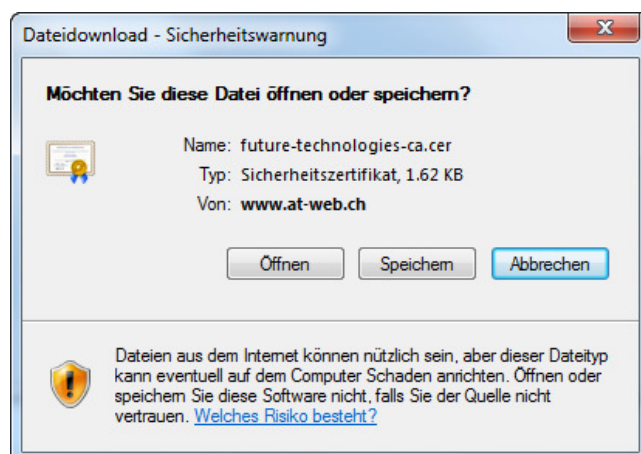 Dateidownload - Sicherheitswarnung
Möchten Sie diese Datei öffnen oder speichern?
Name: future-technologies-ca.cer
Typ: Sicherheitszertifikat, 1.62 KB
Von: www.at-web.ch
Öffnen Speichern Abbrechen
Dateien aus dem Internet können nützlich sein, aber dieser Dateityp
kann eventuell auf dem Computer Schaden anrichten. Öffnen oder
speichern Sie diese Software nicht, falls Sie der Quelle nicht
vertrauen. Welches Risiko besteht?